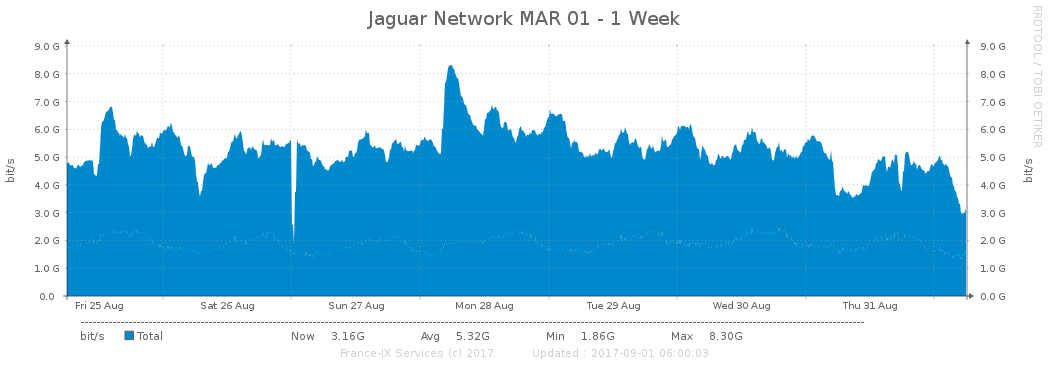 Jaguar Network MAR 01 - 1 Week
RRDTOOL / TOBI OETIKER
bit/s
9.0 G 9.0 G
8.0 G 8.0 G
7.0 G 7.0 G
6.0 G 6.0 G
5.0 G 5.0 G
4.0 G 4.0 G
3.0 G 3.0 G
2.0 G 2.0 G
1.0 G 1.0 G
0.0 0.0 G
bit/s
Fri 25 Aug Sat 26 Aug Sun 27 Aug Mon 28 Aug Tue 29 Aug Wed 30 Aug Thu 31 Aug
bit/s Total Now 3.16G Avg 5.32G Min 1.86G Max 8.30G
France-IX Services (c) 2017 Updated : 2017-09-01 06:00:03